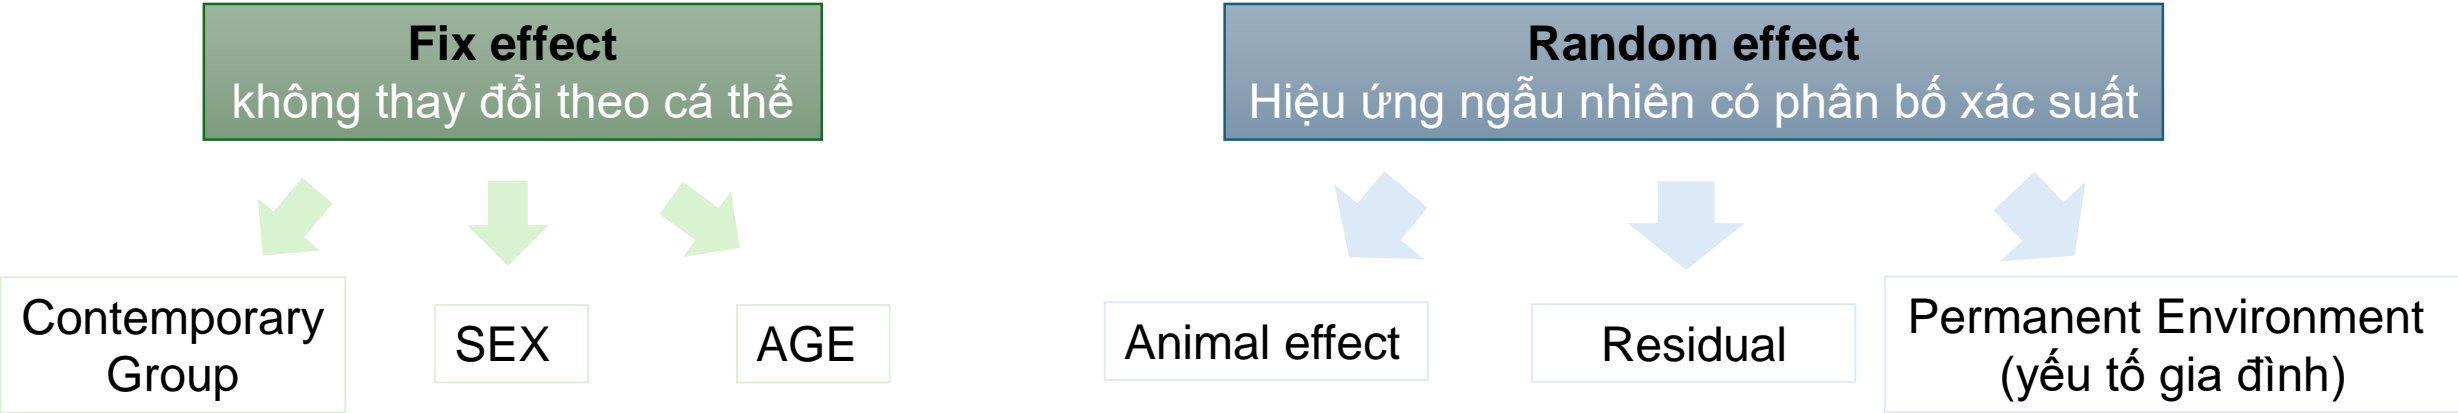 Fix effect
không thay đổi theo cá thể
Random effect
Hiệu ứng ngẫu nhiên có phân bố xác suất
Contemporary
Group
SEX
AGE
Animal effect
Residual
Permanent Environment
(yếu tố gia đình)